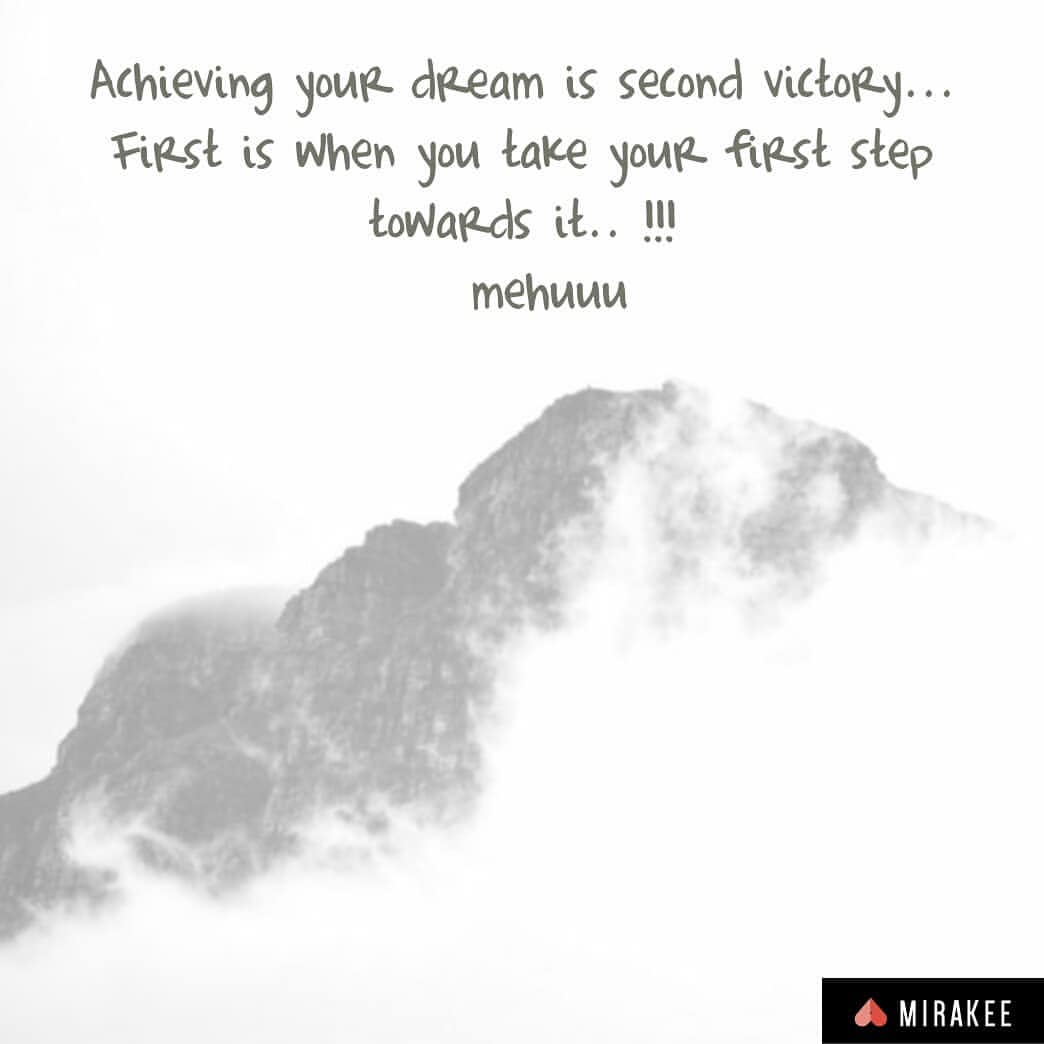 Achieving your dream is second victory...
First is when you take your first step
towards it.. !!!
mehuuu
MIRAKEE